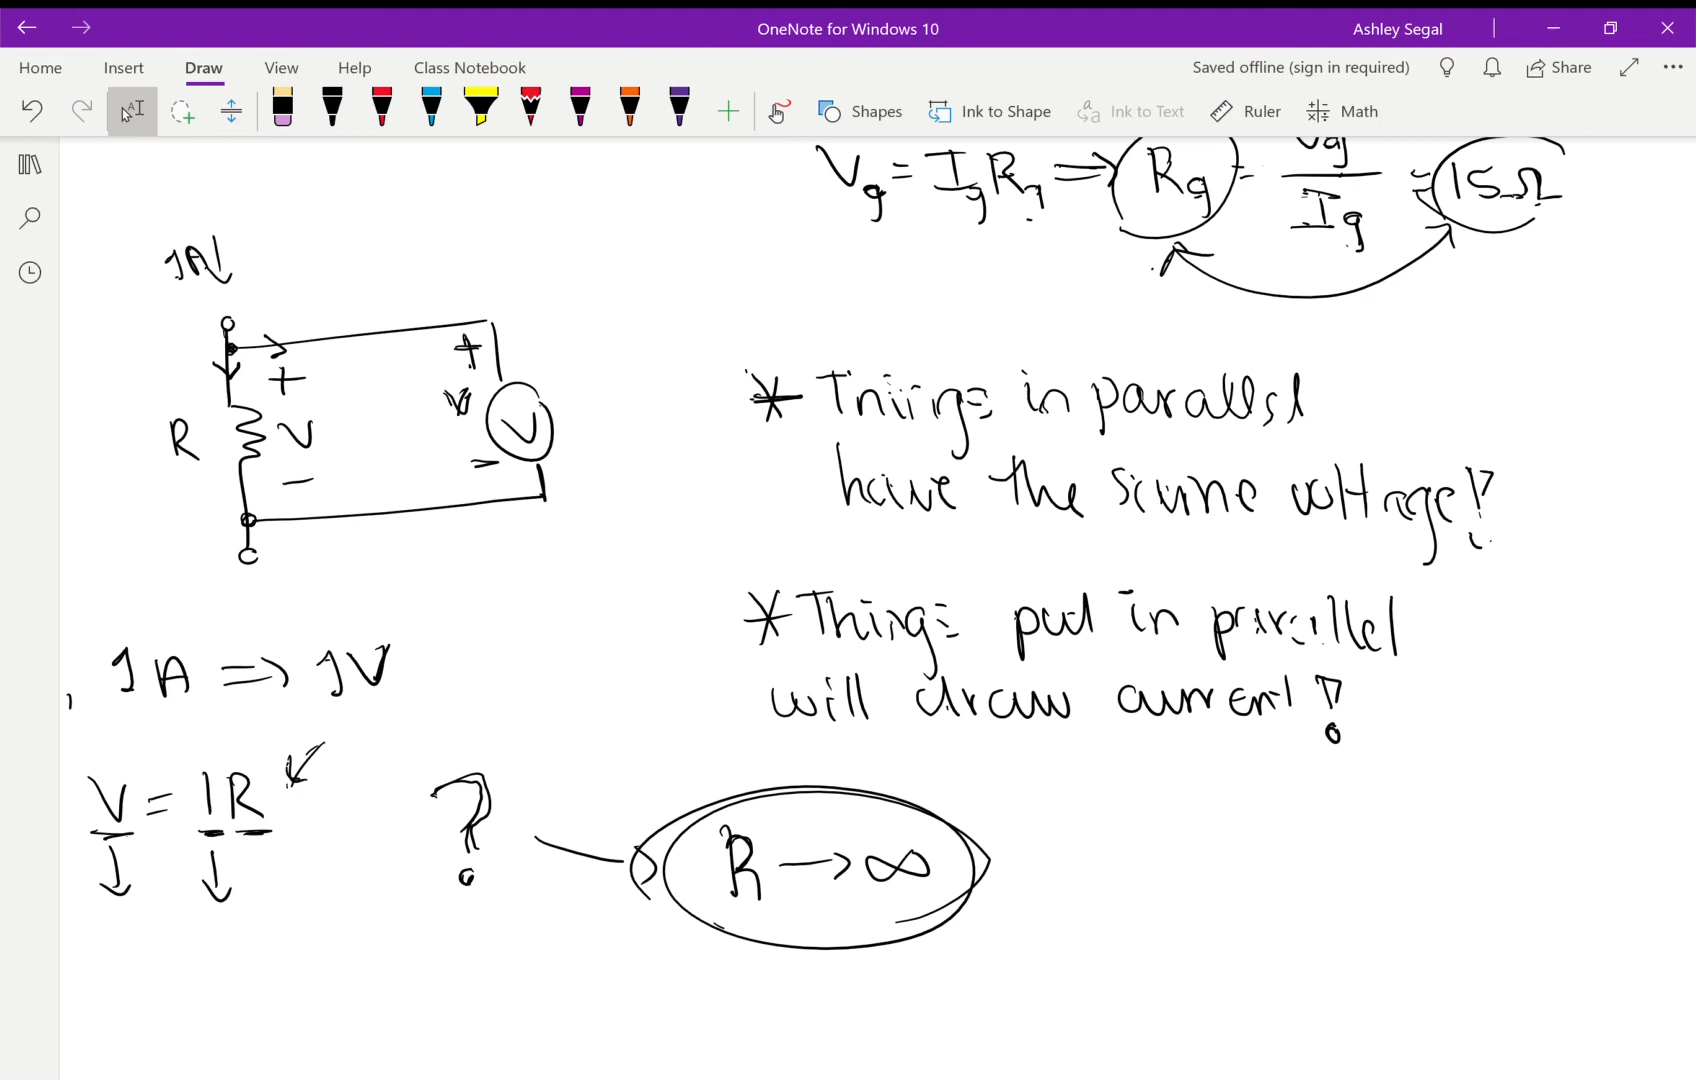 OneNote for Windows 10
Ashley Segal
Home Insert Draw View Help Class Notebook
Saved offline (sign in required)
Share
Shapes
Ink to Shape
Ink to Text
Ruler
Math
Vg = IgRg ⇒ Rg = Vg / Ig = 15Ω
1A↓
+ +
R V V V
- -
* Things in parallel
have the same voltage!
* Things put in parallel
will draw current!
1A ⇒ 1V
V = IR
?
R → ∞